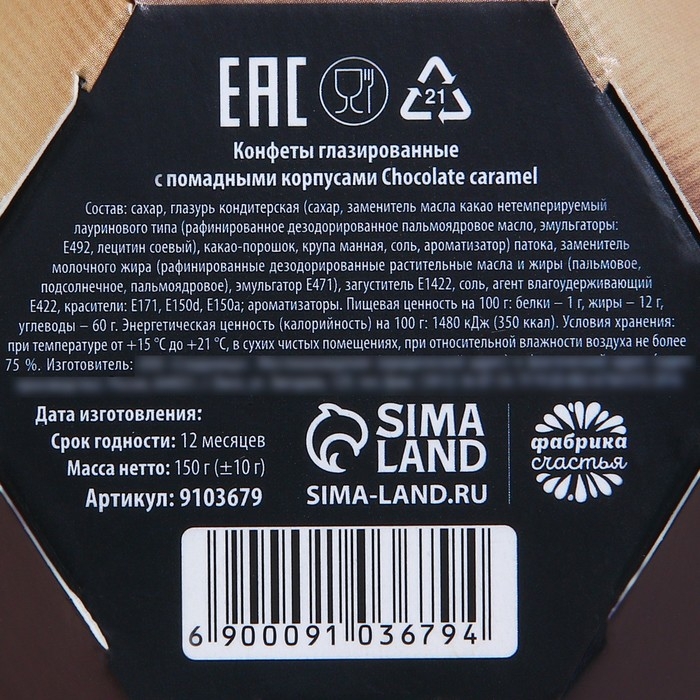 EAC
21
Конфеты глазированные
с помадными корпусами Chocolate caramel
Состав: сахар, глазурь кондитерская (сахар, заменитель масла какао нетемперируемый
лауринового типа (рафинированное дезодорированное пальмоядровое масло, эмульгаторы:
Е492, лецитин соевый), какао-порошок, крупа манная, соль, ароматизатор) патока, заменитель
молочного жира (рафинированные дезодорированные растительные масла и жиры (пальмовое,
подсолнечное, пальмоядровое), эмульгатор Е471), загуститель Е1422, соль, агент влагоудерживающий
Е422, красители: Е171, Е150d, Е150a; ароматизаторы. Пищевая ценность на 100 г: белки – 1 г, жиры – 12 г,
углеводы – 60 г. Энергетическая ценность (калорийность) на 100 г: 1480 кДж (350 ккал). Условия хранения:
при температуре от +15 °С до +21 °С, в сухих чистых помещениях, при относительной влажности воздуха не более
75 %. Изготовитель:
Дата изготовления:
Срок годности: 12 месяцев
Масса нетто: 150 г (±10 г)
Артикул: 9103679
SIMA
LAND
SIMA-LAND.RU
фабрика
счастья
6 900091 036794